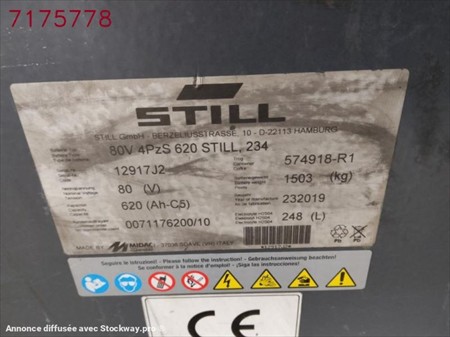 7175778
STILL
STILL GmbH - BERZELIUSSTRASSE, 10 - D-22113 HAMBURG
80V 4PzS 620 STILL, 234
574918-R1
12917J2
1503 (kg)
80 (V)
232019
620 (Ah-C5)
248 (L)
0071176200/10
MADE BY MIDAC
Seguire le istruzioni! - Please follow the instruction! - Gebrauchsanweisung beachten!
Se conformer à la notice d'emploi! - ¡Siga las instrucciones!
Pb Pb
CE
Annonce diffusée avec Stockway.pro